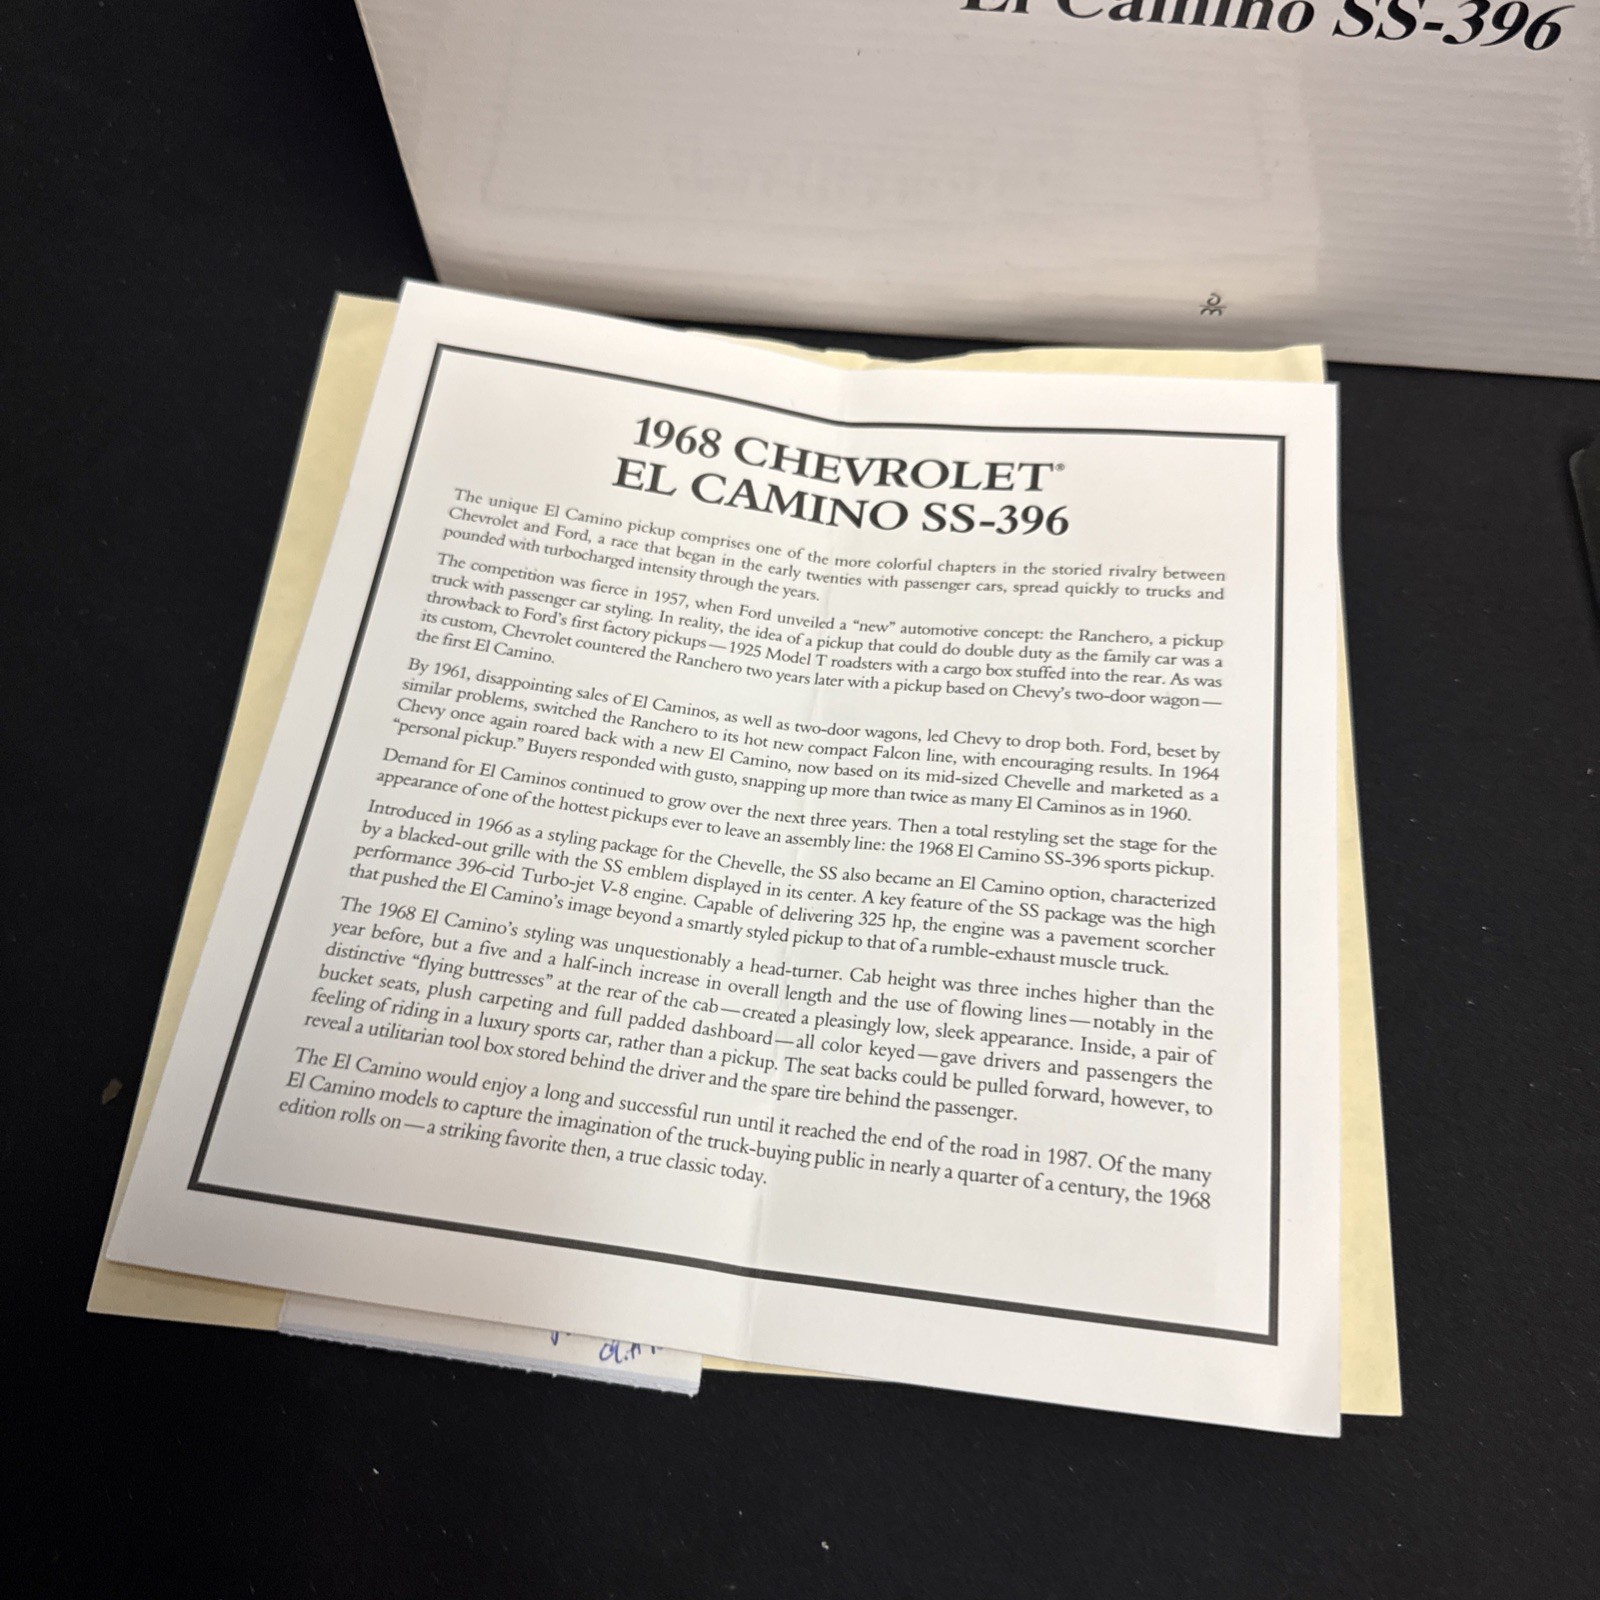 El Camino SS-396
1968 CHEVROLET®
EL CAMINO SS-396
The unique El Camino pickup comprises one of the more colorful chapters in the storied rivalry between
Chevrolet and Ford, a race that began in the early twenties with passenger cars, spread quickly to trucks and
pounded with turbocharged intensity through the years.
The competition was fierce in 1957, when Ford unveiled a “new” automotive concept: the Ranchero, a pickup
truck with passenger car styling. In reality, the idea of a pickup that could do double duty as the family car was a
throwback to Ford’s first factory pickups—1925 Model T roadsters with a cargo box stuffed into the rear. As was
its custom, Chevrolet countered the Ranchero two years later with a pickup based on Chevy’s two-door wagon—
the first El Camino.
By 1961, disappointing sales of El Caminos, as well as two-door wagons, led Chevy to drop both. Ford, beset by
similar problems, switched the Ranchero to its hot new compact Falcon line, with encouraging results. In 1964
Chevy once again roared back with a new El Camino, now based on its mid-sized Chevelle and marketed as a
“personal pickup.” Buyers responded with gusto, snapping up more than twice as many El Caminos as in 1960.
Demand for El Caminos continued to grow over the next three years. Then a total restyling set the stage for the
appearance of one of the hottest pickups ever to leave an assembly line: the 1968 El Camino SS-396 sports pickup.
Introduced in 1966 as a styling package for the Chevelle, the SS also became an El Camino option, characterized
by a blacked-out grille with the SS emblem displayed in its center. A key feature of the SS package was the high
performance 396-cid Turbo-jet V-8 engine. Capable of delivering 325 hp, the engine was a pavement scorcher
that pushed the El Camino’s image beyond a smartly styled pickup to that of a rumble-exhaust muscle truck.
The 1968 El Camino’s styling was unquestionably a head-turner. Cab height was three inches higher than the
year before, but a five and a half-inch increase in overall length and the use of flowing lines—notably in the
distinctive “flying buttresses” at the rear of the cab—created a pleasingly low, sleek appearance. Inside, a pair of
bucket seats, plush carpeting and full padded dashboard—all color keyed—gave drivers and passengers the
feeling of riding in a luxury sports car, rather than a pickup. The seat backs could be pulled forward, however, to
reveal a utilitarian tool box stored behind the driver and the spare tire behind the passenger.
The El Camino would enjoy a long and successful run until it reached the end of the road in 1987. Of the many
El Camino models to capture the imagination of the truck-buying public in nearly a quarter of a century, the 1968
edition rolls on—a striking favorite then, a true classic today.